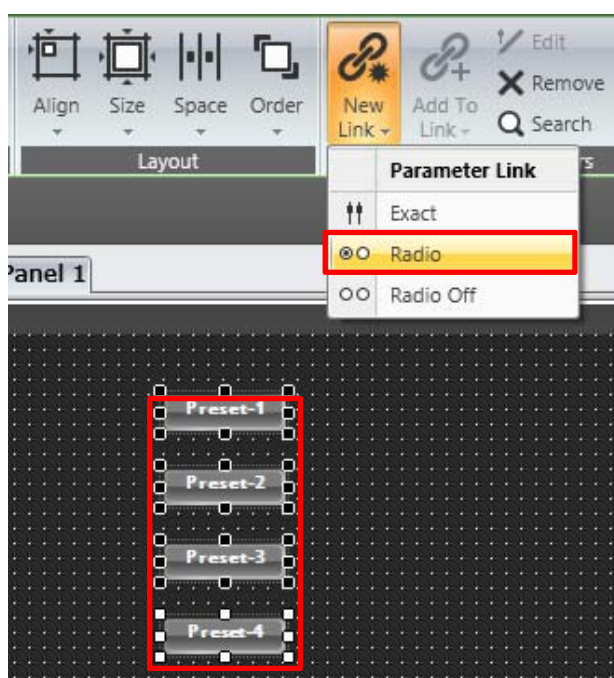 Align Size Space Order
New Link
Add To Link
Edit
Remove
Search
Layout
rs
Parameter Link
Exact
Radio
Radio Off
Panel 1
Preset-1
Preset-2
Preset-3
Preset-4